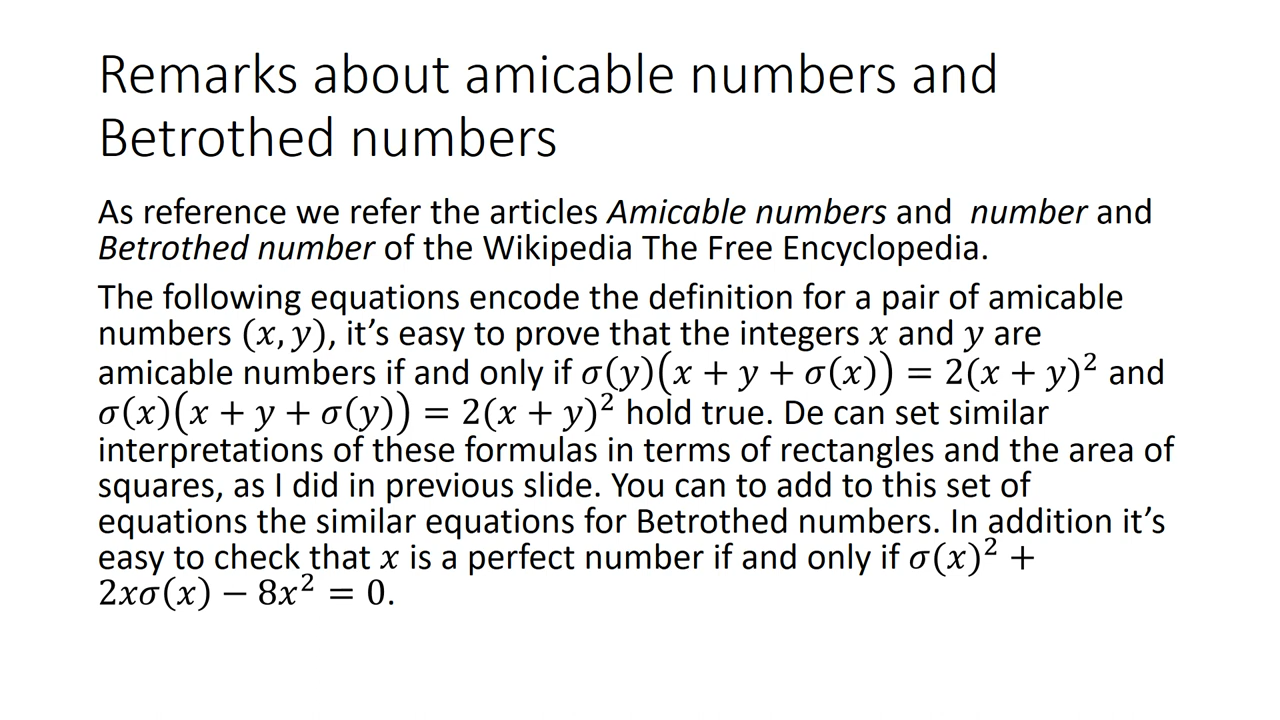 Remarks about amicable numbers and
Betrothed numbers
As reference we refer the articles Amicable numbers and  number and
Betrothed number of the Wikipedia The Free Encyclopedia.
The following equations encode the definition for a pair of amicable
numbers (𝑥, 𝑦), it’s easy to prove that the integers 𝑥 and 𝑦 are
amicable numbers if and only if 𝜎(𝑦)(𝑥 + 𝑦 + 𝜎(𝑥)) = 2(𝑥 + 𝑦)² and
𝜎(𝑥)(𝑥 + 𝑦 + 𝜎(𝑦)) = 2(𝑥 + 𝑦)² hold true. De can set similar
interpretations of these formulas in terms of rectangles and the area of
squares, as I did in previous slide. You can to add to this set of
equations the similar equations for Betrothed numbers. In addition it’s
easy to check that 𝑥 is a perfect number if and only if 𝜎(𝑥)² +
2𝑥𝜎(𝑥) − 8𝑥² = 0.